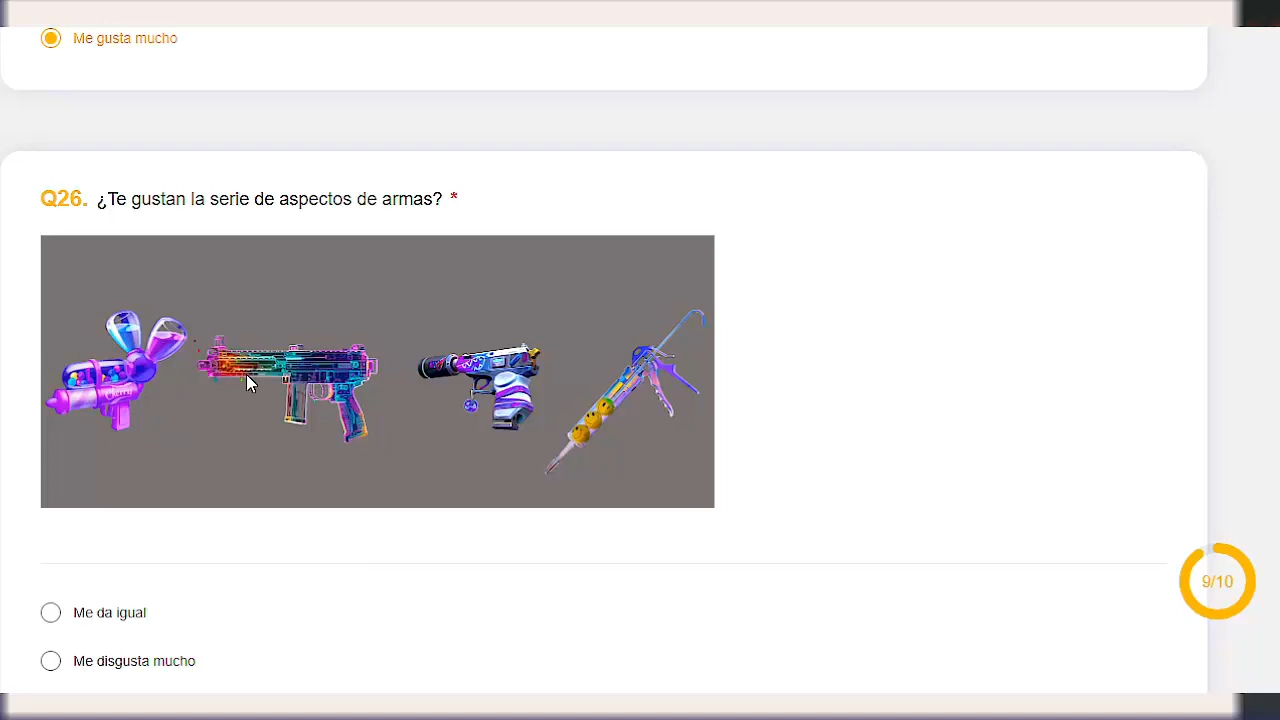 Me gusta mucho
Q26. ¿Te gustan la serie de aspectos de armas? *
Cherry
9/10
Me da igual
Me disgusta mucho